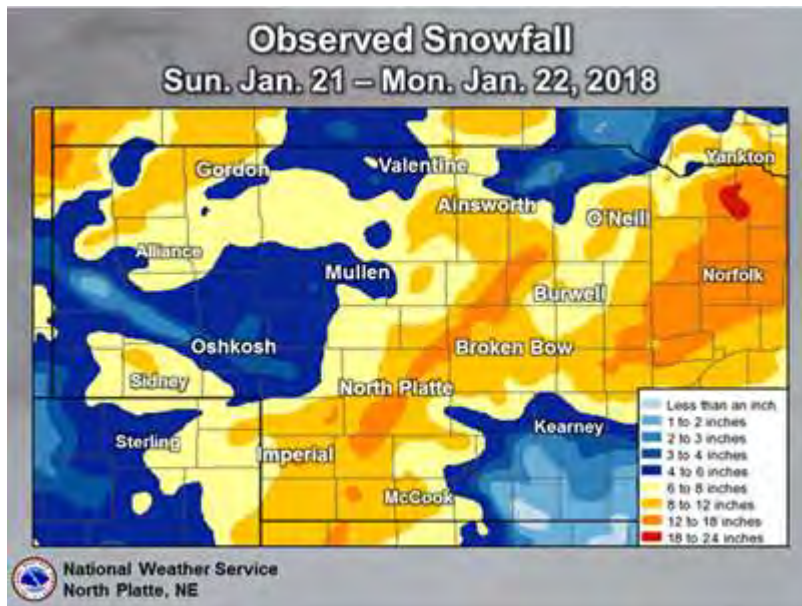 Observed Snowfall
Sun. Jan. 21 – Mon. Jan. 22, 2018
Yankton
Gordon
Valentine
Ainsworth
O'Neill
Alliance
Mullen
Norfolk
Burwell
Oshkosh
Broken Bow
Sidney
North Platte
Sterling
Kearney
Imperial
McCook
Less than an inch
1 to 2 inches
2 to 3 inches
3 to 4 inches
4 to 6 inches
6 to 8 inches
8 to 12 inches
12 to 18 inches
18 to 24 inches
National Weather Service
North Platte, NE